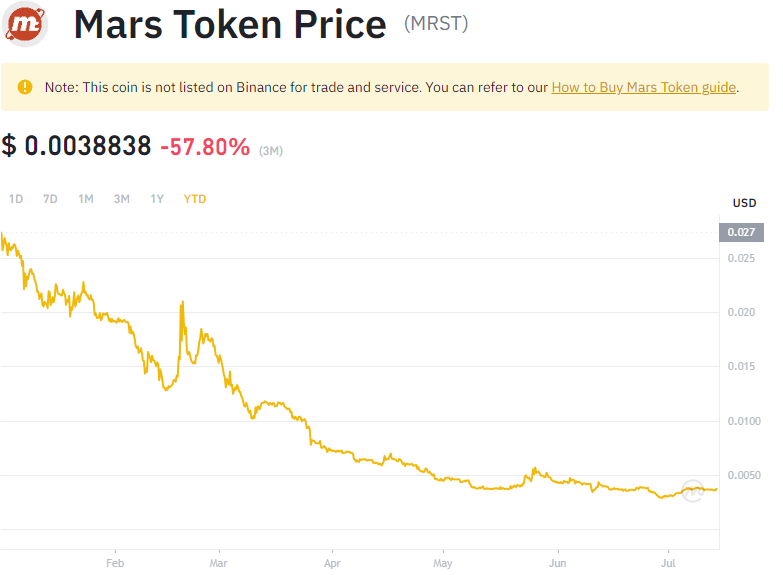 m
Mars Token Price (MRST)
Note: This coin is not listed on Binance for trade and service. You can refer to our How to Buy Mars Token guide.
$ 0.0038838 -57.80% (3M)
1D 7D 1M 3M 1Y YTD
USD
0.027
0.025
0.020
0.015
0.0100
0.0050
Feb Mar Apr May Jun Jul